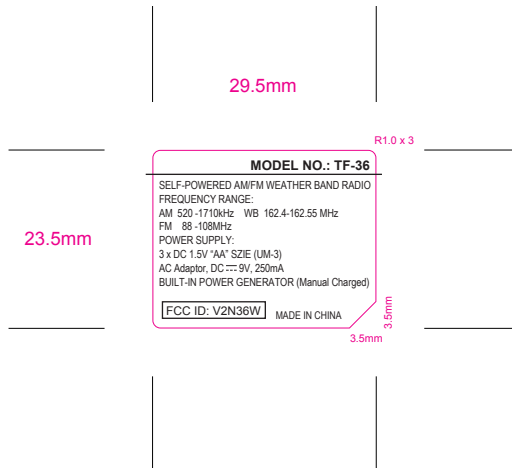 29.5mm
R1.0 x 3
MODEL NO.: TF-36
SELF-POWERED AM/FM WEATHER BAND RADIO
FREQUENCY RANGE:
AM 520 -1710kHz WB 162.4-162.55 MHz
FM 88 -108MHz
23.5mm
POWER SUPPLY:
3 x DC 1.5V “AA” SZIE (UM-3)
AC Adaptor, DC ⎓ 9V, 250mA
BUILT-IN POWER GENERATOR (Manual Charged)
FCC ID: V2N36W MADE IN CHINA
3.5mm
3.5mm